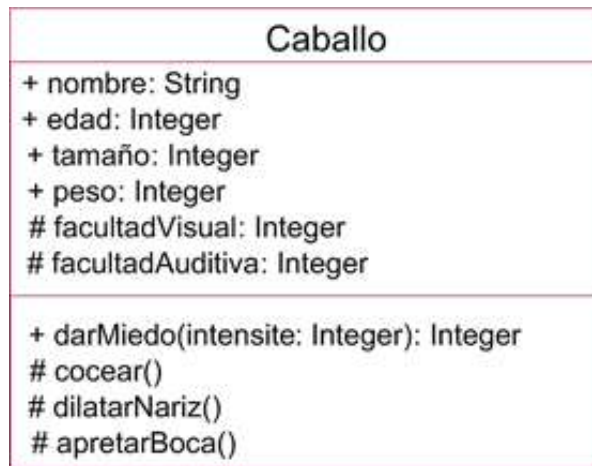 Caballo
+ nombre: String
+ edad: Integer
+ tamaño: Integer
+ peso: Integer
# facultadVisual: Integer
# facultadAuditiva: Integer
+ darMiedo(intensite: Integer): Integer
# cocear()
# dilatarNariz()
# apretarBoca()